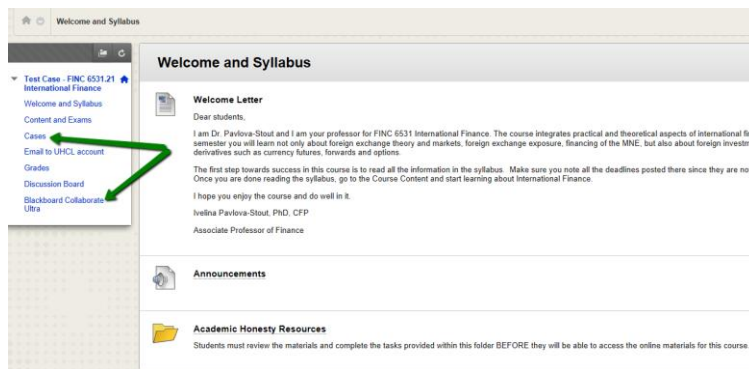 Welcome and Syllabus
Test Case - FINC 6531.21
International Finance
Welcome and Syllabus
Content and Exams
Cases
Email to UHCL account
Grades
Discussion Board
Blackboard Collaborate
Ultra
Welcome and Syllabus
Welcome Letter
Dear students,
I am Dr. Pavlova-Stout and I am your professor for FINC 6531 International Finance. The course integrates practical and theoretical aspects of international
semester you will learn not only about foreign exchange theory and markets, foreign exchange exposure, financing of the MNE, but also about foreign
derivatives such as currency futures, forwards and options.
The first step towards success in this course is to read all the information in the syllabus. Make sure you note all the deadlines posted there since they are
Once you are done reading the syllabus, go to the Course Content and start learning about International Finance.
I hope you enjoy the course and do well in it.
Ivelina Pavlova-Stout, PhD, CFP
Associate Professor of Finance
Announcements
Academic Honesty Resources
Students must review the materials and complete the tasks provided within this folder BEFORE they will be able to access the online materials for this course